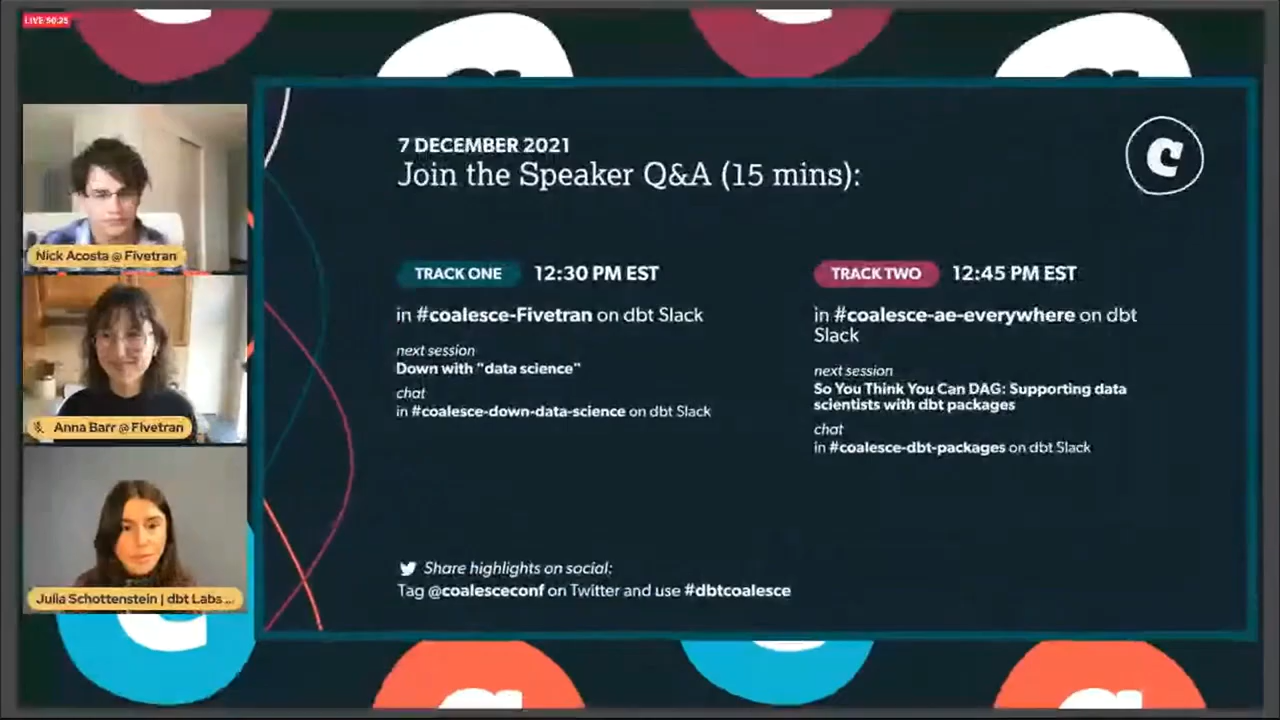 LIVE 50:25
Nick Acosta @ Fivetran
Anna Barr @ Fivetran
Julia Schottenstein | dbt Labs ...
7 DECEMBER 2021
Join the Speaker Q&A (15 mins):
TRACK ONE 12:30 PM EST
in #coalesce-Fivetran on dbt Slack
next session
Down with "data science"
chat
in #coalesce-down-data-science on dbt Slack
TRACK TWO 12:45 PM EST
in #coalesce-ae-everywhere on dbt
Slack
next session
So You Think You Can DAG: Supporting data
scientists with dbt packages
chat
in #coalesce-dbt-packages on dbt Slack
Share highlights on social:
Tag @coalesceconf on Twitter and use #dbtcoalesce